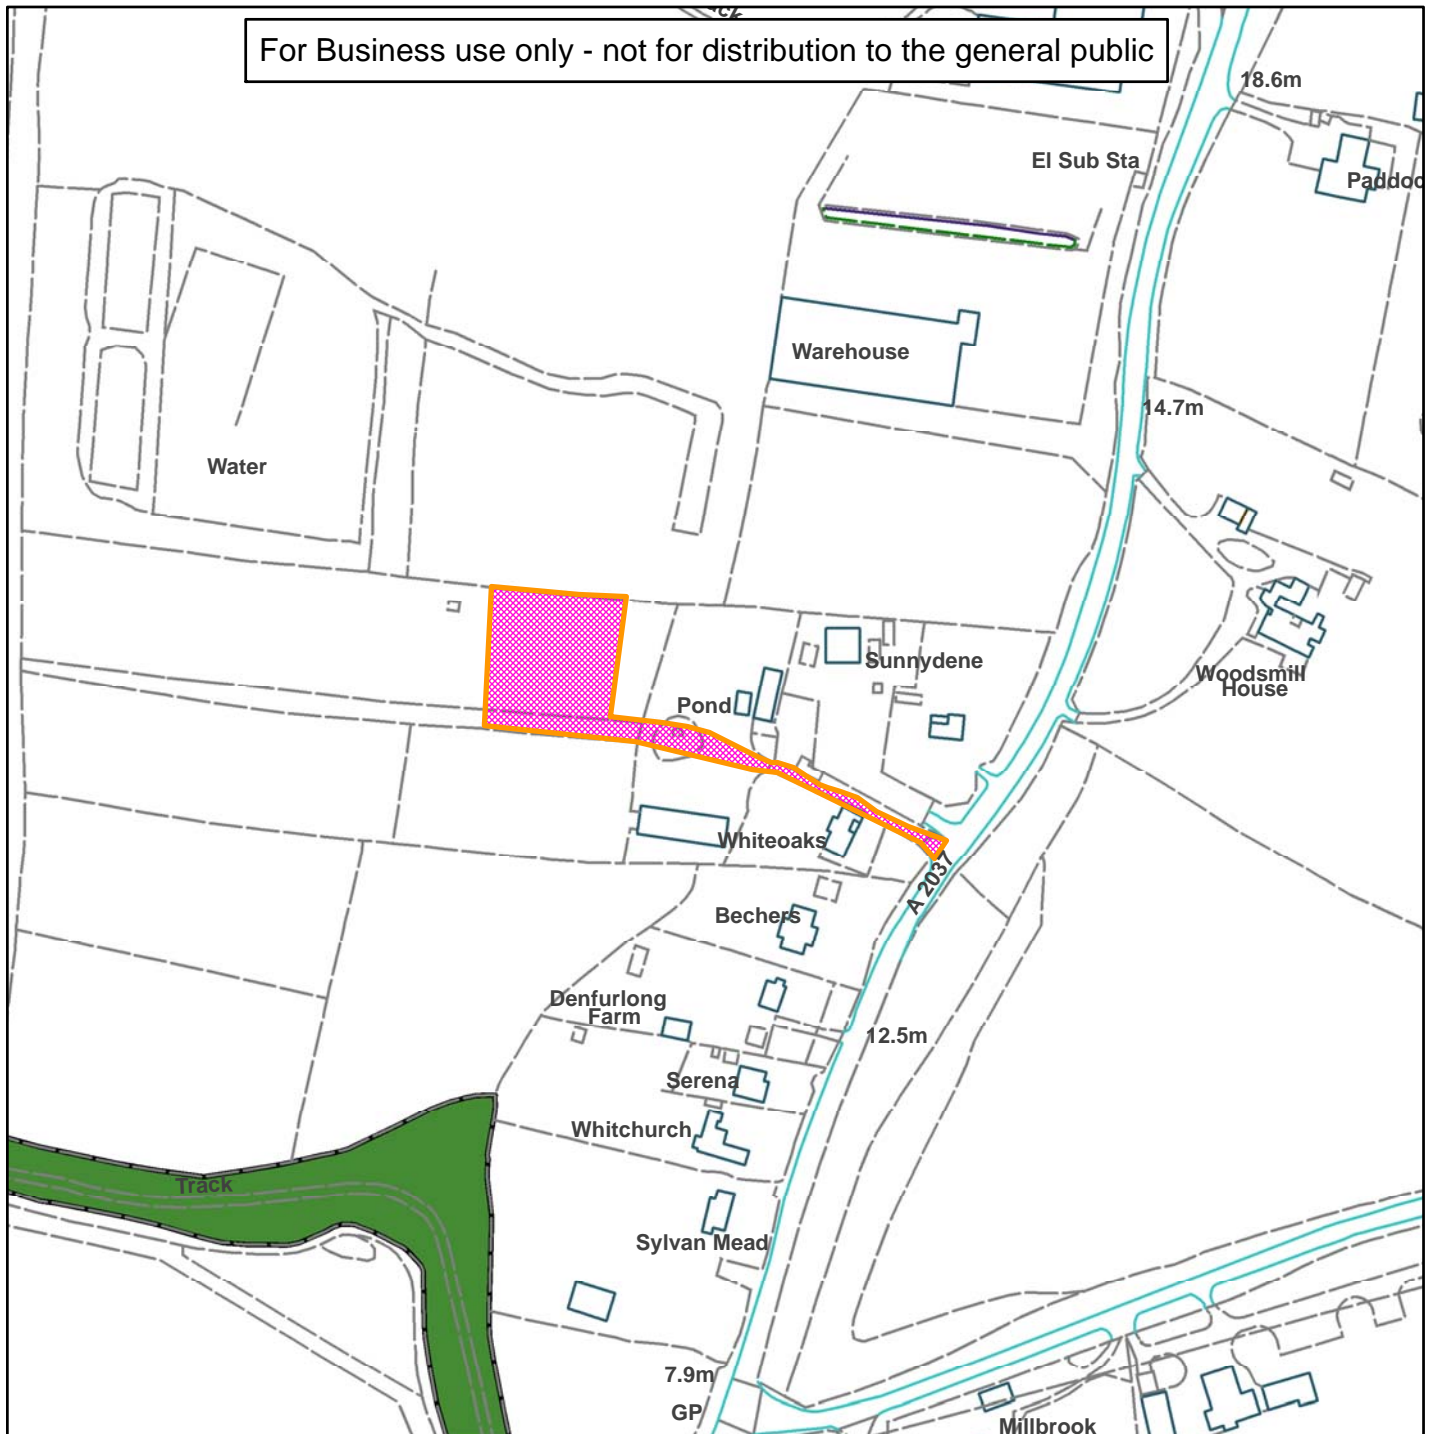 For Business use only - not for distribution to the general public
18.6m
El Sub Sta
Paddoc
Warehouse
14.7m
Water
Sunnydene
Woodsmill
House
Pond
Whiteoaks
A 2037
Bechers
Denfurlong
Farm
12.5m
Serena
Whitchurch
Track
Sylvan Mead
7.9m
GP
Millbrook